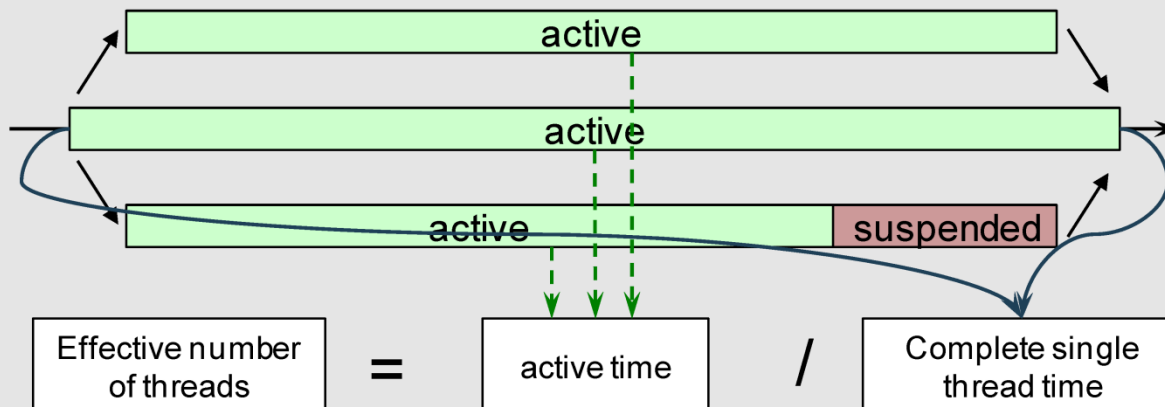 active
active
active suspended
Effective number
of threads
=
active time
/
Complete single
thread time